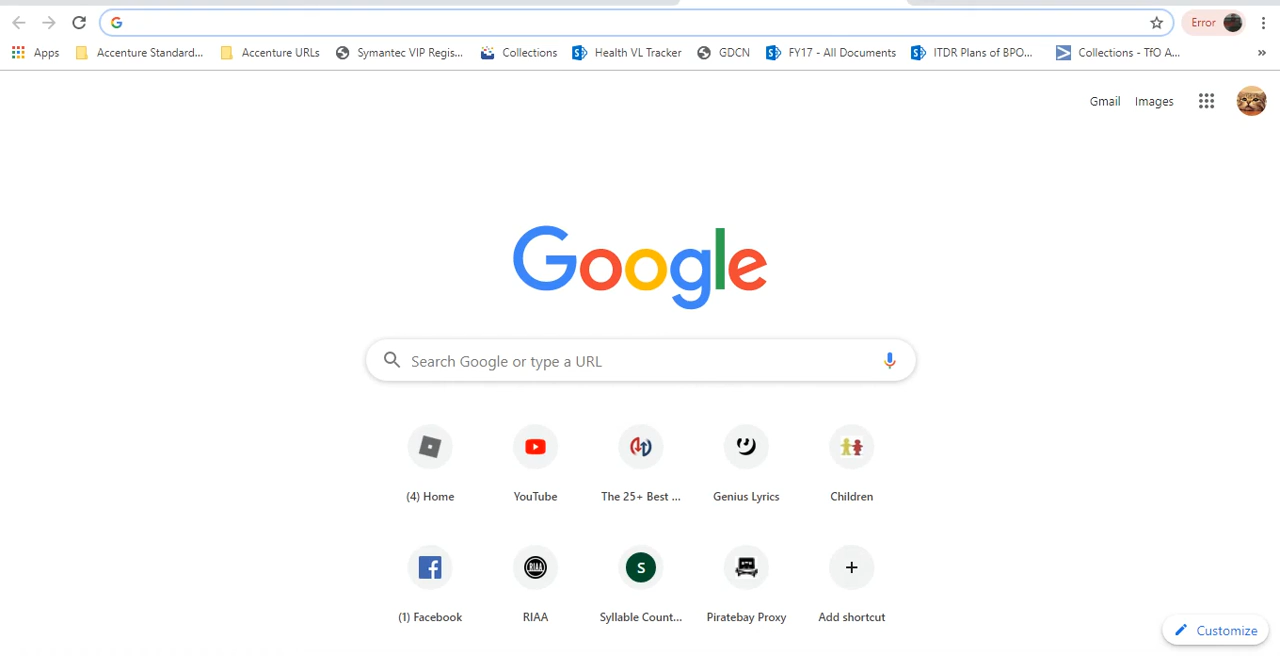 Error
Apps Accenture Standard... Accenture URLs Symantec VIP Regis... Collections Health VL Tracker GDCN FY17 - All Documents ITDR Plans of BPO... Collections - TfO A... »
Gmail Images
Google
Search Google or type a URL
(4) Home YouTube The 25+ Best ... Genius Lyrics Children
RIAA S
(1) Facebook RIAA Syllable Count... Piratebay Proxy Add shortcut
Customize